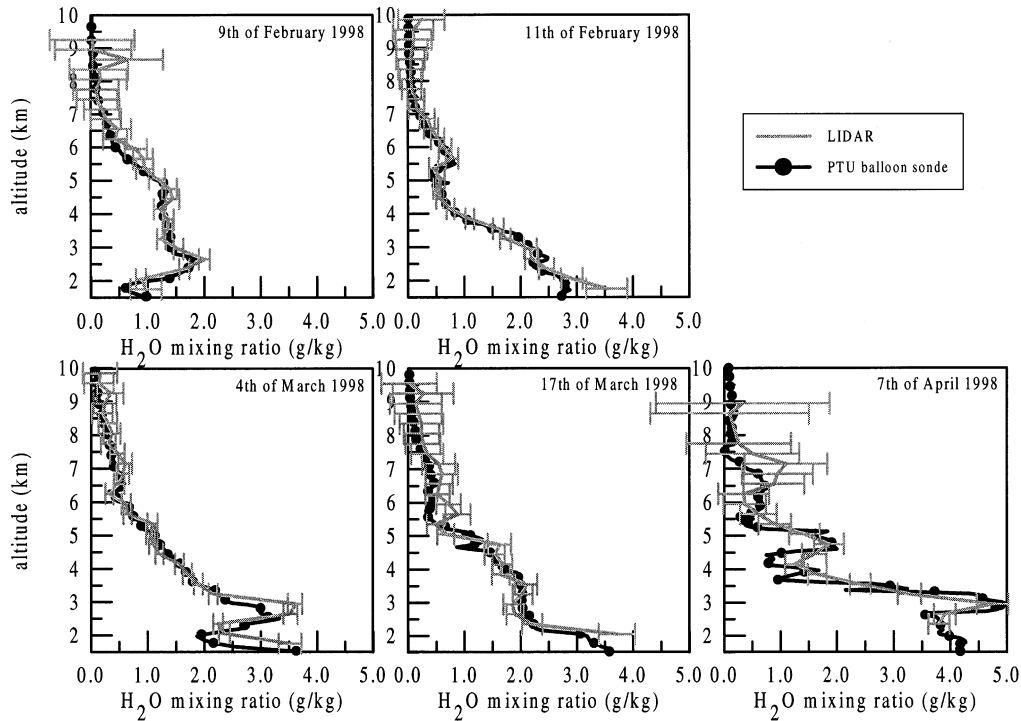 10
9
8
7
6
5
4
3
2
altitude (km)
9th of February 1998
0.0 1.0 2.0 3.0 4.0 5.0
H2O mixing ratio (g/kg)
10
9
8
7
6
5
4
3
2
11th of February 1998
0.0 1.0 2.0 3.0 4.0 5.0
H2O mixing ratio (g/kg)
LIDAR
PTU balloon sonde
10
9
8
7
6
5
4
3
2
altitude (km)
4th of March 1998
0.0 1.0 2.0 3.0 4.0 5.0
H2O mixing ratio (g/kg)
10
9
8
7
6
5
4
3
2
17th of March 1998
0.0 1.0 2.0 3.0 4.0 5.0
H2O mixing ratio (g/kg)
10
9
8
7
6
5
4
3
2
7th of April 1998
0.0 1.0 2.0 3.0 4.0 5.0
H2O mixing ratio (g/kg)